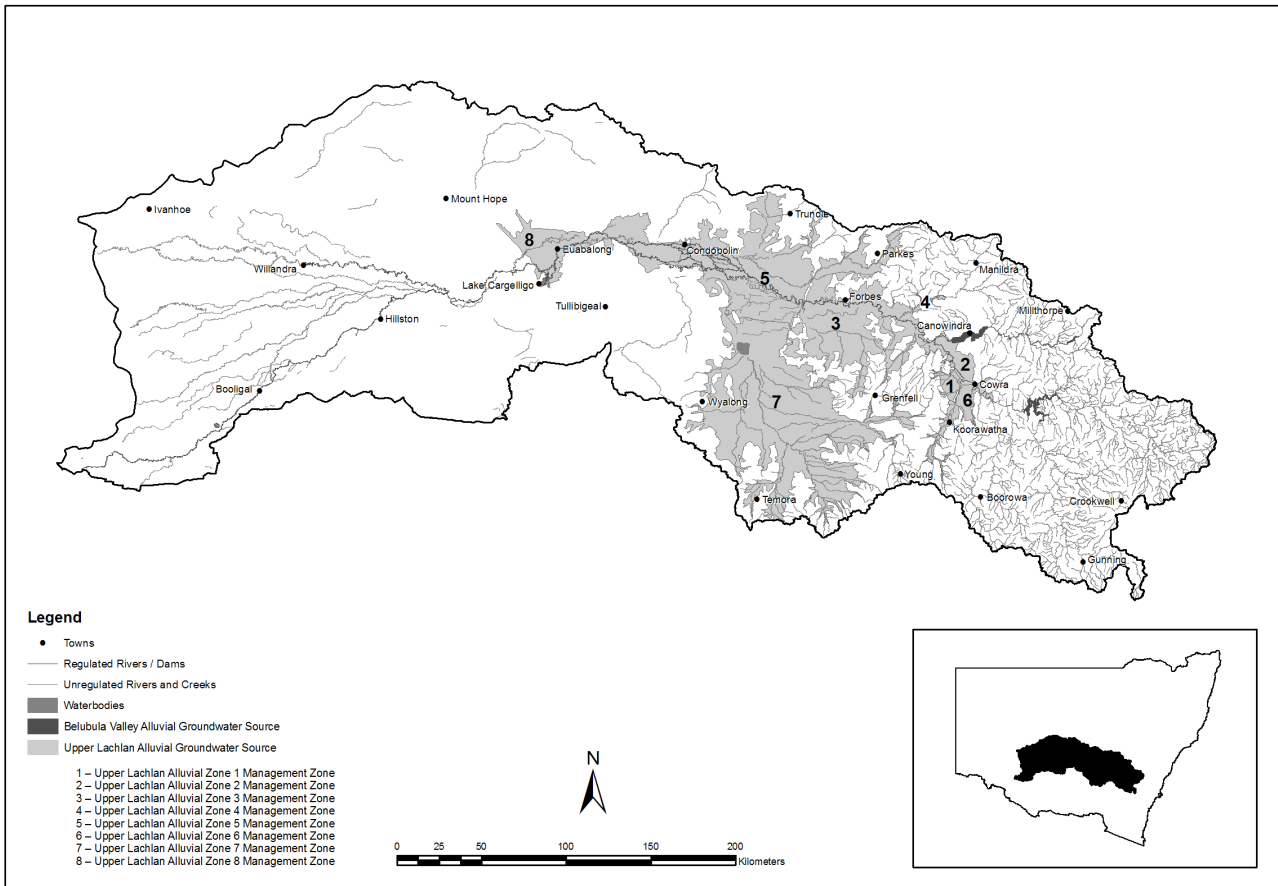 Trundle
Mount Hope
Ivanhoe
8
Euabalong
Condobolin
Parkes
Manildra
Willandra
5
Lake Cargelligo
Forbes
4
Tullibigeal
Millthorpe
Hillston
3
Canowindra
2
Booligal
1
Cowra
Wyalong
7
Grenfell
6
Koorawatha
Young
Temora
Boorowa
Crookwell
Gunning
Legend
Towns
Regulated Rivers / Dams
Unregulated Rivers and Creeks
Waterbodies
Belubula Valley Alluvial Groundwater Source
Upper Lachlan Alluvial Groundwater Source
1 – Upper Lachlan Alluvial Zone 1 Management Zone
2 – Upper Lachlan Alluvial Zone 2 Management Zone
3 – Upper Lachlan Alluvial Zone 3 Management Zone
4 – Upper Lachlan Alluvial Zone 4 Management Zone
5 – Upper Lachlan Alluvial Zone 5 Management Zone
6 – Upper Lachlan Alluvial Zone 6 Management Zone
7 – Upper Lachlan Alluvial Zone 7 Management Zone
8 – Upper Lachlan Alluvial Zone 8 Management Zone
N
0 25 50 100 150 200
Kilometers